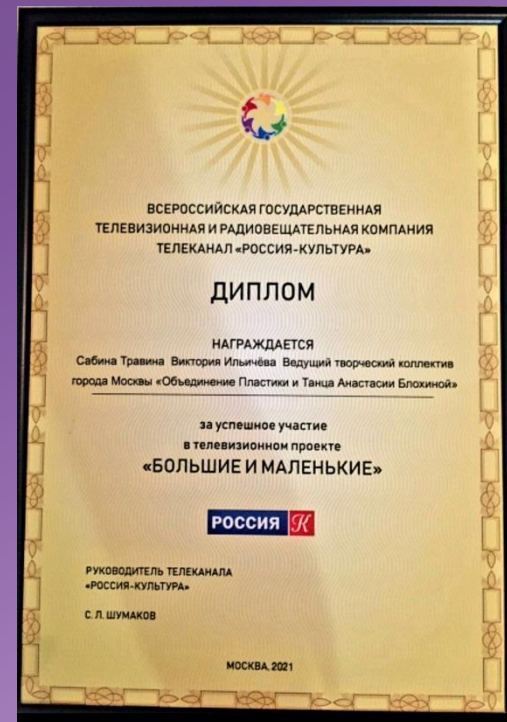 ВСЕРОССИЙСКАЯ ГОСУДАРСТВЕННАЯ
ТЕЛЕВИЗИОННАЯ И РАДИОВЕЩАТЕЛЬНАЯ КОМПАНИЯ
ТЕЛЕКАНАЛ «РОССИЯ-КУЛЬТУРА»
ДИПЛОМ
НАГРАЖДАЕТСЯ
Сабина Травина Виктория Ильичёва Ведущий творческий коллектив
города Москвы «Объединение Пластики и Танца Анастасии Блохиной»
за успешное участие
в телевизионном проекте
«БОЛЬШИЕ И МАЛЕНЬКИЕ»
РОССИЯ К
РУКОВОДИТЕЛЬ ТЕЛЕКАНАЛА
«РОССИЯ-КУЛЬТУРА»
С. Л. ШУМАКОВ
МОСКВА, 2021